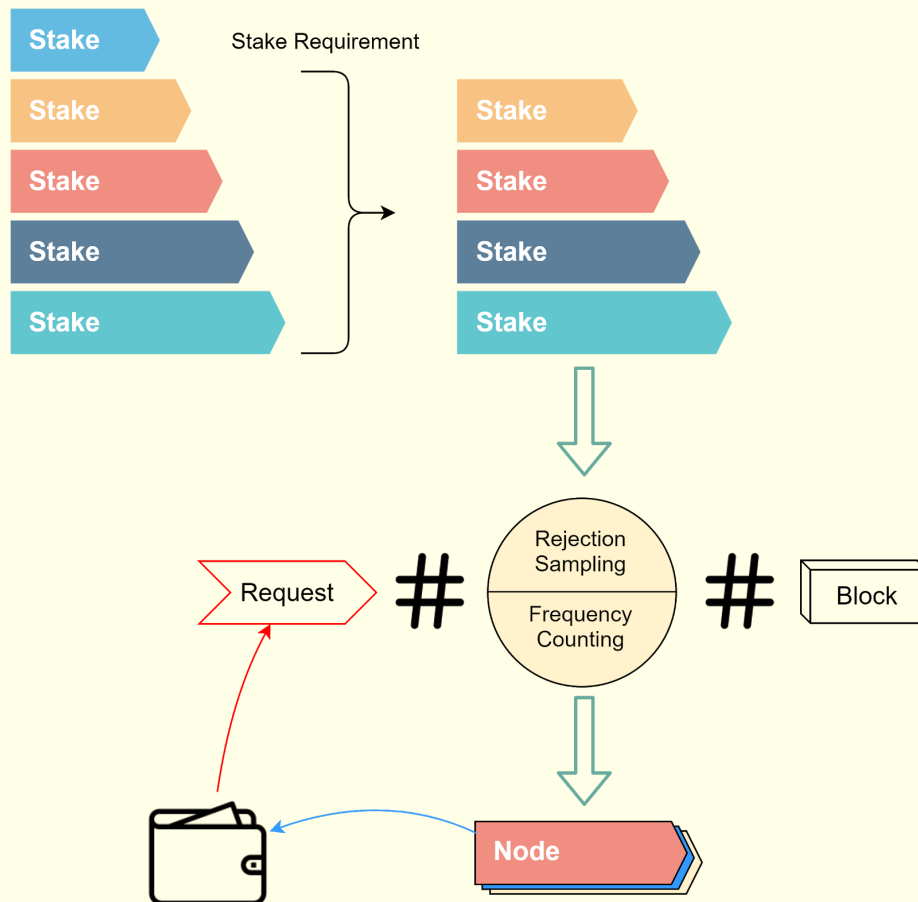 Stake
Stake Requirement
Stake
Stake
Stake
Stake
Stake
Stake
Stake
Stake
Rejection
Sampling
Frequency
Counting
Request
#
#
Block
Node